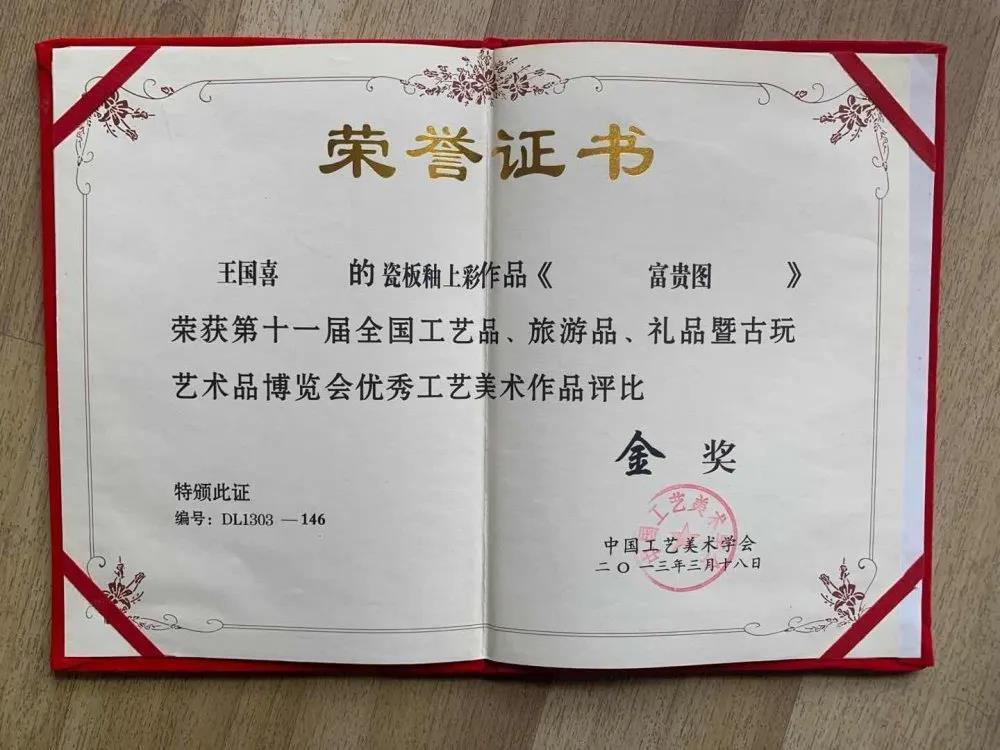 荣誉证书
王国喜 的 瓷板釉上彩作品《 富贵图 》
荣获第十一届全国工艺品、旅游品、礼品暨古玩
艺术品博览会优秀工艺美术作品评比
金 奖
特颁此证
编号：DL1303 —146
中国工艺美术学会
二〇一三年三月十八日